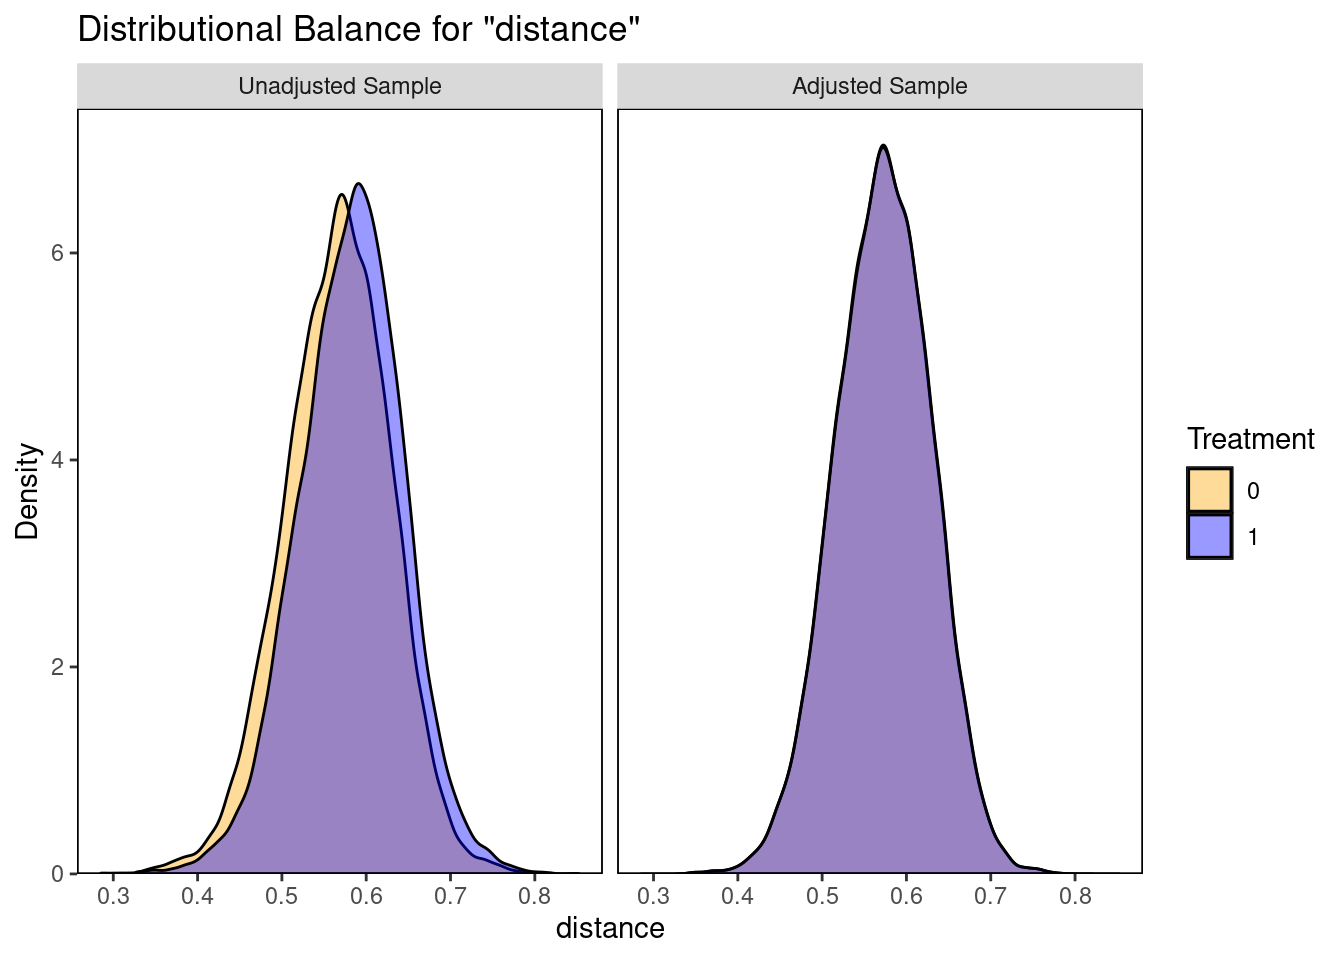 Distributional Balance for "distance"
Unadjusted Sample
Adjusted Sample
Density
6
4
2
0
0.3 0.4 0.5 0.6 0.7 0.8
0.3 0.4 0.5 0.6 0.7 0.8
distance
Treatment
0
1